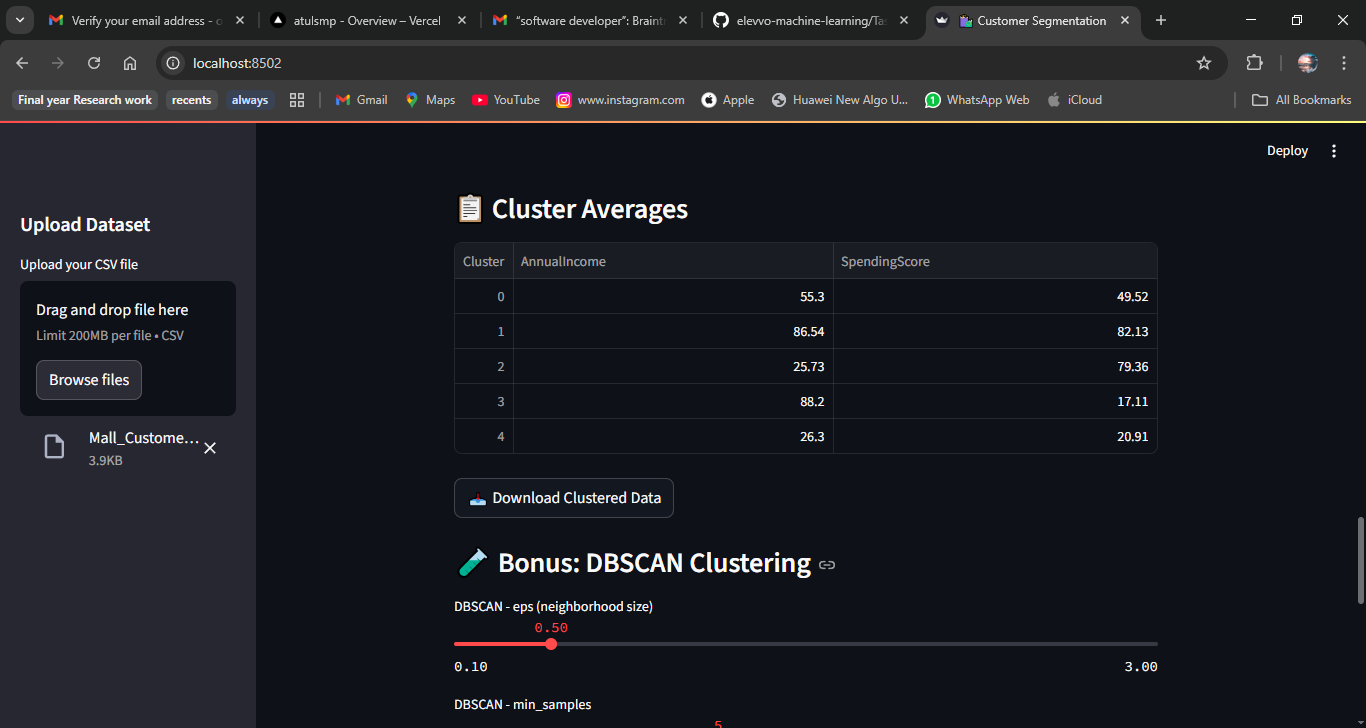 Verify your email address - o
atulsmp - Overview – Vercel
"software developer": Braint
elevvo-machine-learning/Ta
Customer Segmentation
localhost:8502
Final year Research work
recents
always
Gmail
Maps
YouTube
www.instagram.com
Apple
Huawei New Algo U...
WhatsApp Web
iCloud
All Bookmarks
Deploy
Upload Dataset
Upload your CSV file
Drag and drop file here
Limit 200MB per file • CSV
Browse files
Mall_Custome...
3.9KB
Cluster Averages
Cluster AnnualIncome SpendingScore
0 55.3 49.52
1 86.54 82.13
2 25.73 79.36
3 88.2 17.11
4 26.3 20.91
Download Clustered Data
Bonus: DBSCAN Clustering
DBSCAN - eps (neighborhood size)
0.50
0.10 3.00
DBSCAN - min_samples
5